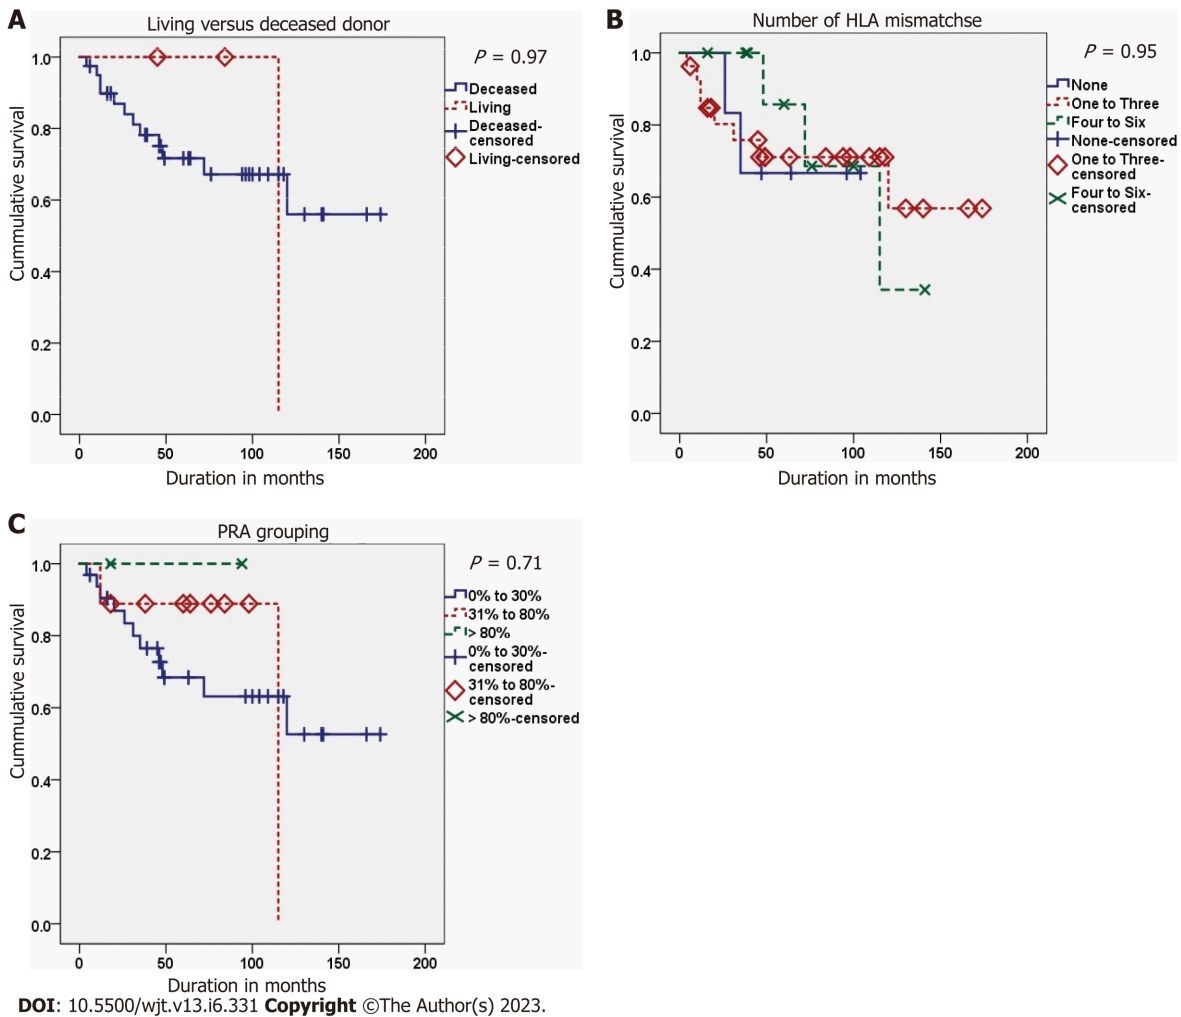 A
Living versus deceased donor
P = 0.97
1.0
0.8
0.6
0.4
0.2
0.0
Cummulative survival
0 50 100 150 200
Duration in months
Deceased
Living
Deceased-
censored
Living-censored
B
Number of HLA mismatchse
P = 0.95
1.0
0.8
0.6
0.4
0.2
0.0
Cummulative survival
0 50 100 150 200
Duration in months
None
One to Three
Four to Six
None-censored
One to Three-
censored
Four to Six-
censored
C
PRA grouping
P = 0.71
1.0
0.8
0.6
0.4
0.2
0.0
Cummulative survival
0 50 100 150 200
Duration in months
0% to 30%
31% to 80%
> 80%
0% to 30%-
censored
31% to 80%-
censored
> 80%-censored
DOI: 10.5500/wjt.v13.i6.331 Copyright ©The Author(s) 2023.